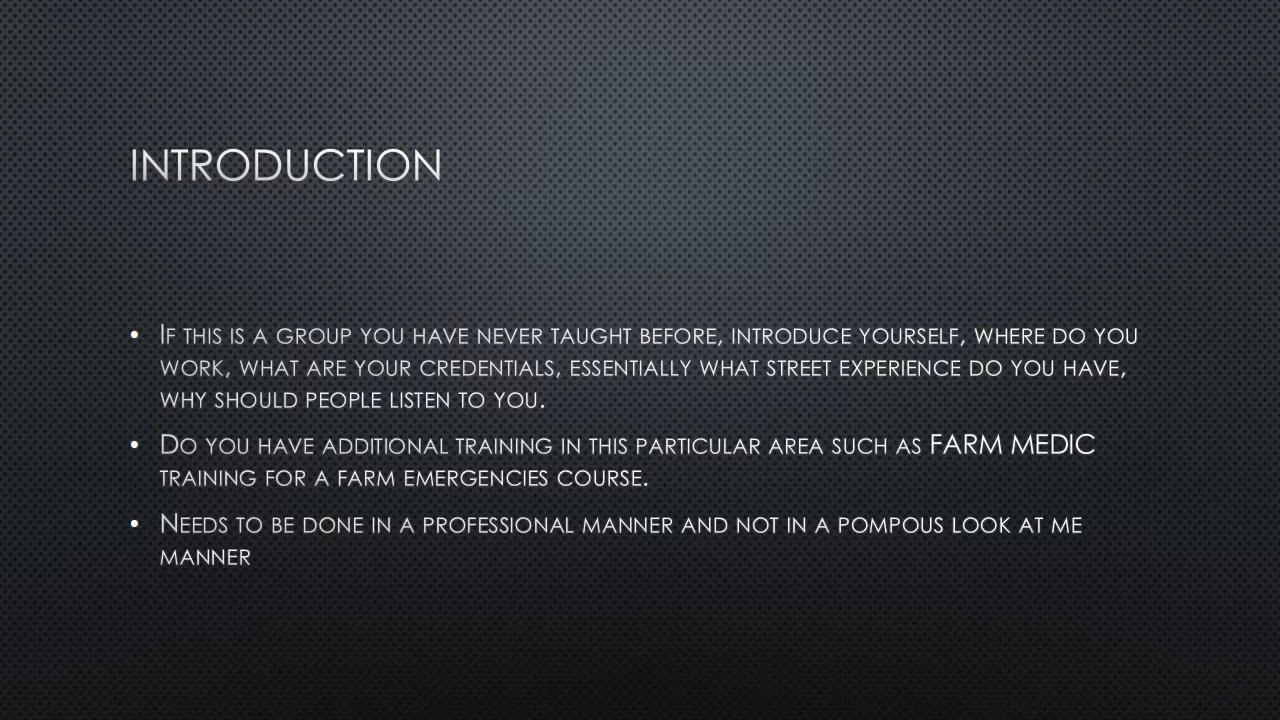 INTRODUCTION
• If this is a group you have never taught before, introduce yourself, where do you
work, what are your credentials, essentially what street experience do you have,
why should people listen to you.
• Do you have additional training in this particular area such as FARM MEDIC
training for a farm emergencies course.
• Needs to be done in a professional manner and not in a pompous look at me
manner